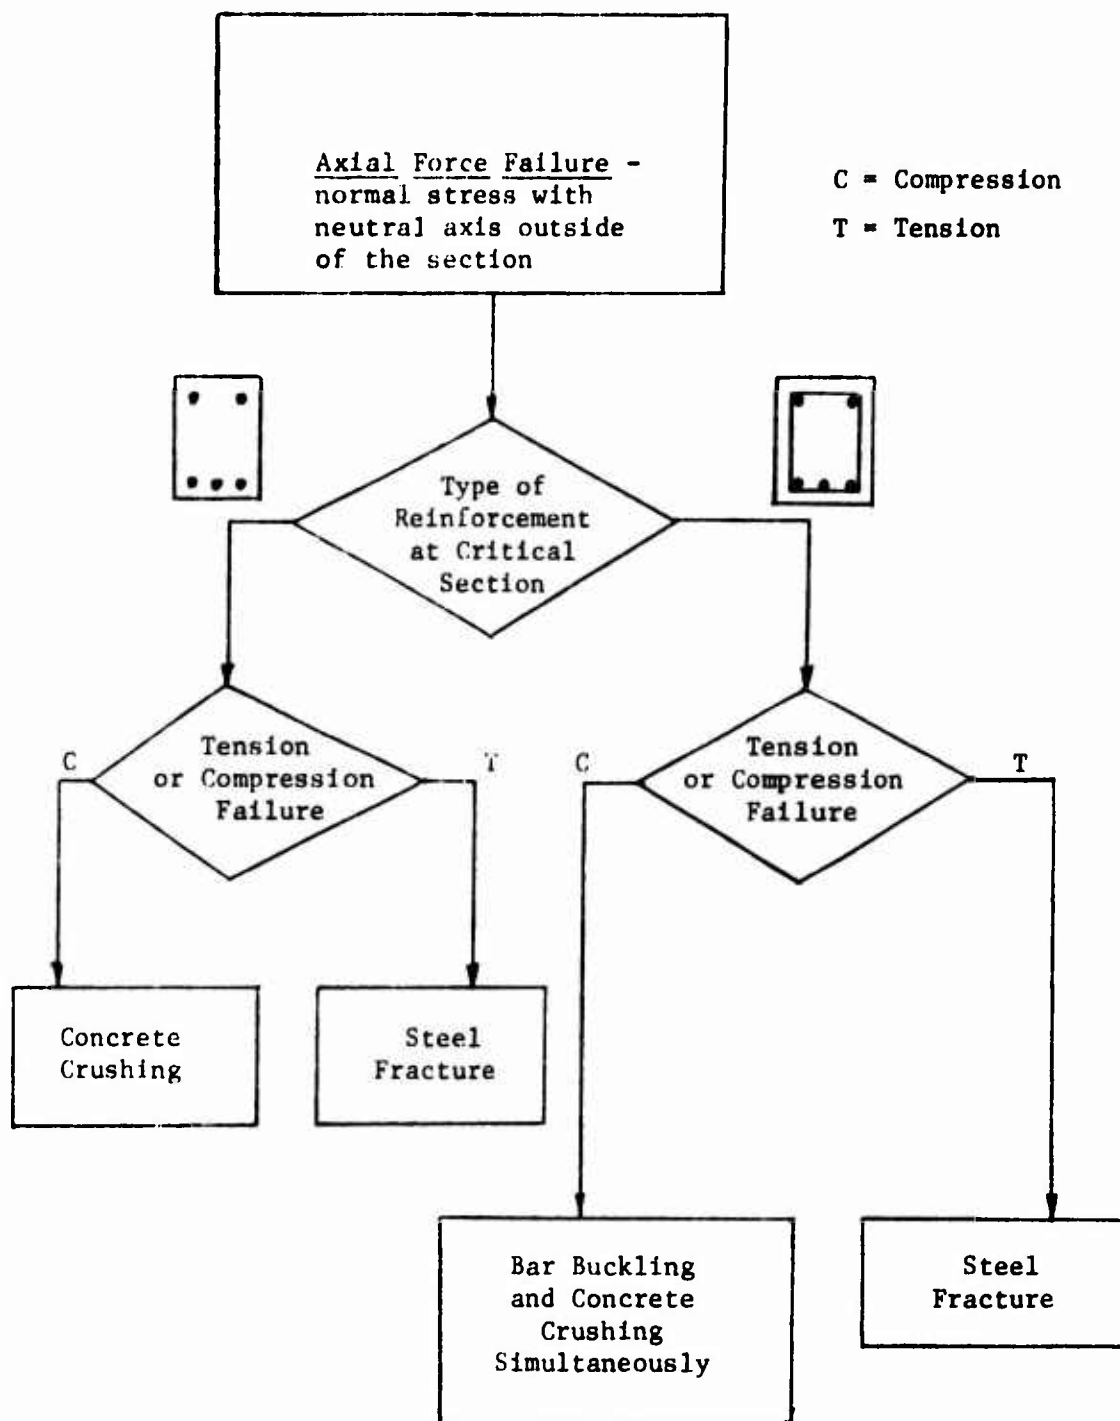 Axial Force Failure -
normal stress with
neutral axis outside
of the section
C = Compression
T = Tension
Type of
Reinforcement
at Critical
Section
Tension
or Compression
Failure
C
T
Tension
or Compression
Failure
C
T
Concrete
Crushing
Steel
Fracture
Bar Buckling
and Concrete
Crushing
Simultaneously
Steel
Fracture